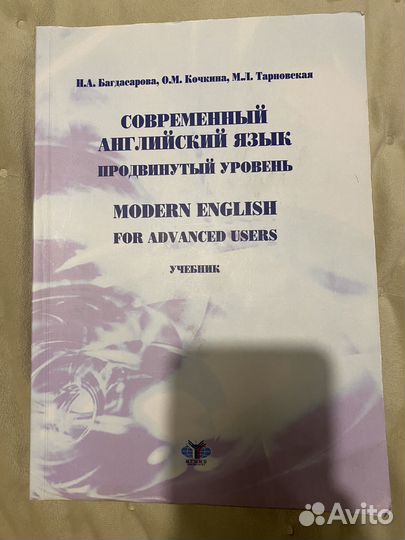 И.А. Багдасарова, О.М. Кочкина, М.Л. Тарновская
СОВРЕМЕННЫЙ
АНГЛИЙСКИЙ ЯЗЫК
ПРОДВИНУТЫЙ УРОВЕНЬ
MODERN ENGLISH
FOR ADVANCED USERS
УЧЕБНИК
Avito